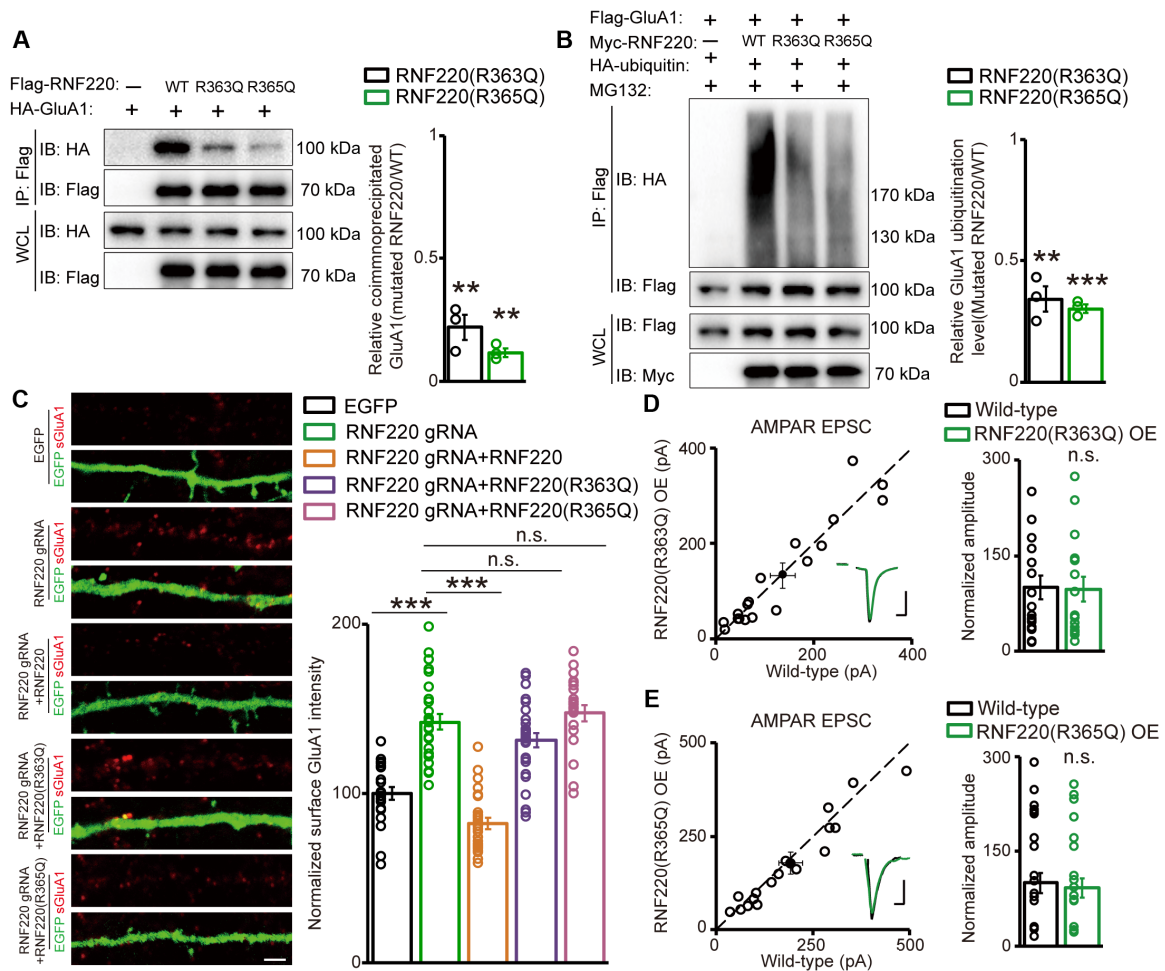 A
Flag-RNF220: — WT R363Q R365Q
HA-GluA1: + + + +
IP: Flag
IB: HA
100 kDa
IB: Flag
70 kDa
WCL
IB: HA
100 kDa
IB: Flag
70 kDa
RNF220(R363Q)
RNF220(R365Q)
Relative coimmnoprecipitated
GluA1(mutated RNF220/WT)
1
0.5
0
**
**
B
Flag-GluA1: + + + +
Myc-RNF220: — WT R363Q R365Q
HA-ubiquitin: + + + +
MG132: + + + +
IP: Flag
IB: HA
170 kDa
130 kDa
IB: Flag
100 kDa
WCL
IB: Flag
100 kDa
IB: Myc
70 kDa
RNF220(R363Q)
RNF220(R365Q)
Relative GluA1 ubiquitination
level(Mutated RNF220/WT)
1
0.5
0
**
***
C
EGFP
EGFP sGluA1
RNF220 gRNA
EGFP sGluA1
RNF220 gRNA
+RNF220
EGFP sGluA1
RNF220 gRNA
+RNF220(R363Q)
EGFP sGluA1
RNF220 gRNA
+RNF220(R365Q)
EGFP sGluA1
EGFP
RNF220 gRNA
RNF220 gRNA+RNF220
RNF220 gRNA+RNF220(R363Q)
RNF220 gRNA+RNF220(R365Q)
n.s.
n.s.
***
***
Normalized surface GluA1 intensity
200
100
0
D
AMPAR EPSC
RNF220(R363Q) OE (pA)
400
200
0
0 200 400
Wild-type (pA)
Wild-type
RNF220(R363Q) OE
n.s.
Normalized amplitude
300
150
0
E
AMPAR EPSC
RNF220(R365Q) OE (pA)
500
250
0
0 250 500
Wild-type (pA)
Wild-type
RNF220(R365Q) OE
n.s.
Normalized amplitude
300
150
0